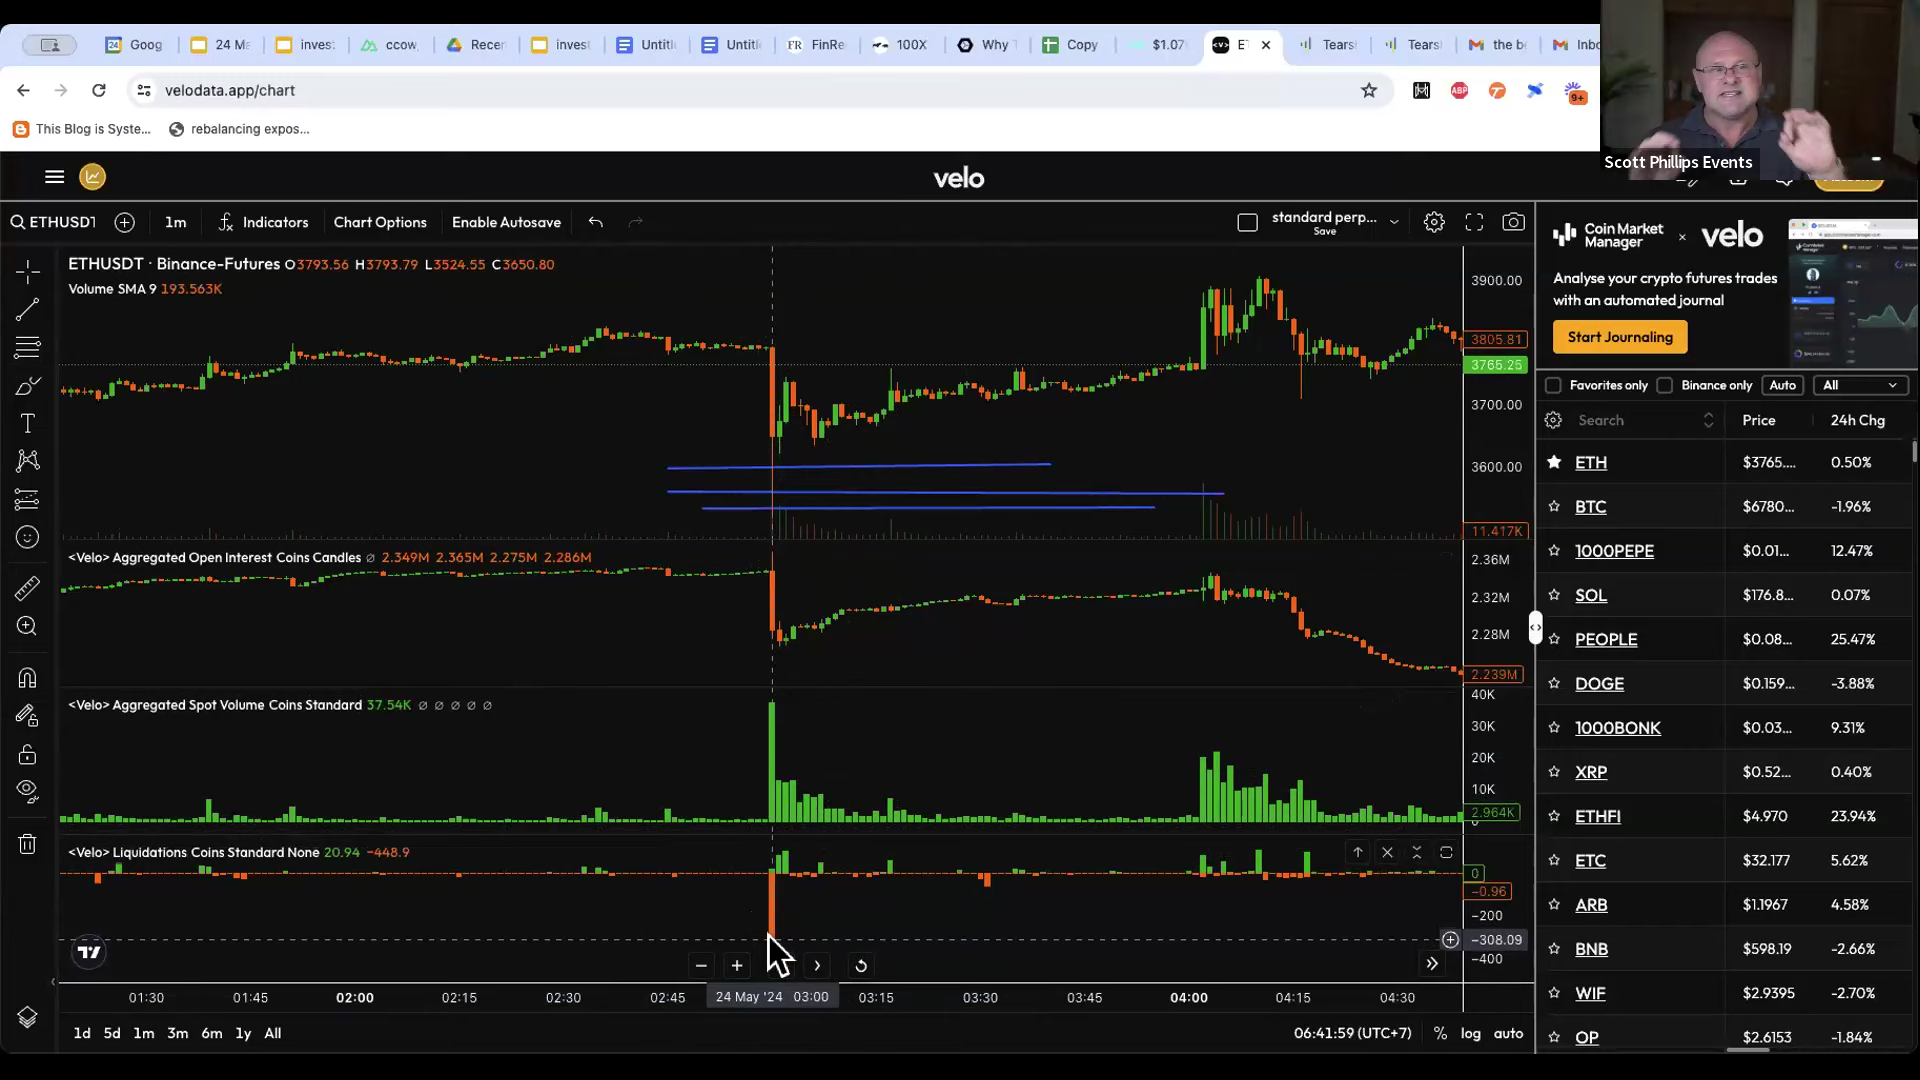 Goog
24 Ma
inves
ccow
Recen
invest
Untitl
Untitl
FR FinRe
100X
Why T
Copy
$1.07
ET
Tearsh
Tearsh
the b
Inbo
velodata.app/chart
ABP
9+
This Blog is Syste...
rebalancing expos...
Scott Phillips Events
velo
ETHUSDT
1m
Indicators
Chart Options
Enable Autosave
standard perp...
Save
ETHUSDT · Binance-Futures O3793.56 H3793.79 L3524.55 C3650.80
Volume SMA 9 193.563K
3900.00
3805.81
3765.25
3700.00
3600.00
11.417K
<Velo> Aggregated Open Interest Coins Candles ∅ 2.349M 2.365M 2.275M 2.286M
2.36M
2.32M
2.28M
2.239M
<Velo> Aggregated Spot Volume Coins Standard 37.54K ∅ ∅ ∅ ∅ ∅
40K
30K
20K
10K
2.964K
0
<Velo> Liquidations Coins Standard None 20.94 −448.9
0
−0.96
−200
−308.09
−400
01:30 01:45 02:00 02:15 02:30 02:45 24 May '24 03:00 03:15 03:30 03:45 04:00 04:15 04:30
1d 5d 1m 3m 6m 1y All
06:41:59 (UTC+7) % log auto
Coin Market Manager × velo
Analyse your crypto futures trades
with an automated journal
Start Journaling
Favorites only Binance only Auto All
Search Price 24h Chg
ETH $3765.... 0.50%
BTC $6780... -1.96%
1000PEPE $0.01... 12.47%
SOL $176.8... 0.07%
PEOPLE $0.08... 25.47%
DOGE $0.159... -3.88%
1000BONK $0.03... 9.31%
XRP $0.52... 0.40%
ETHFI $4.970 23.94%
ETC $32.177 5.62%
ARB $1.1967 4.58%
BNB $598.19 -2.66%
WIF $2.9395 -2.70%
OP $2.6153 -1.84%